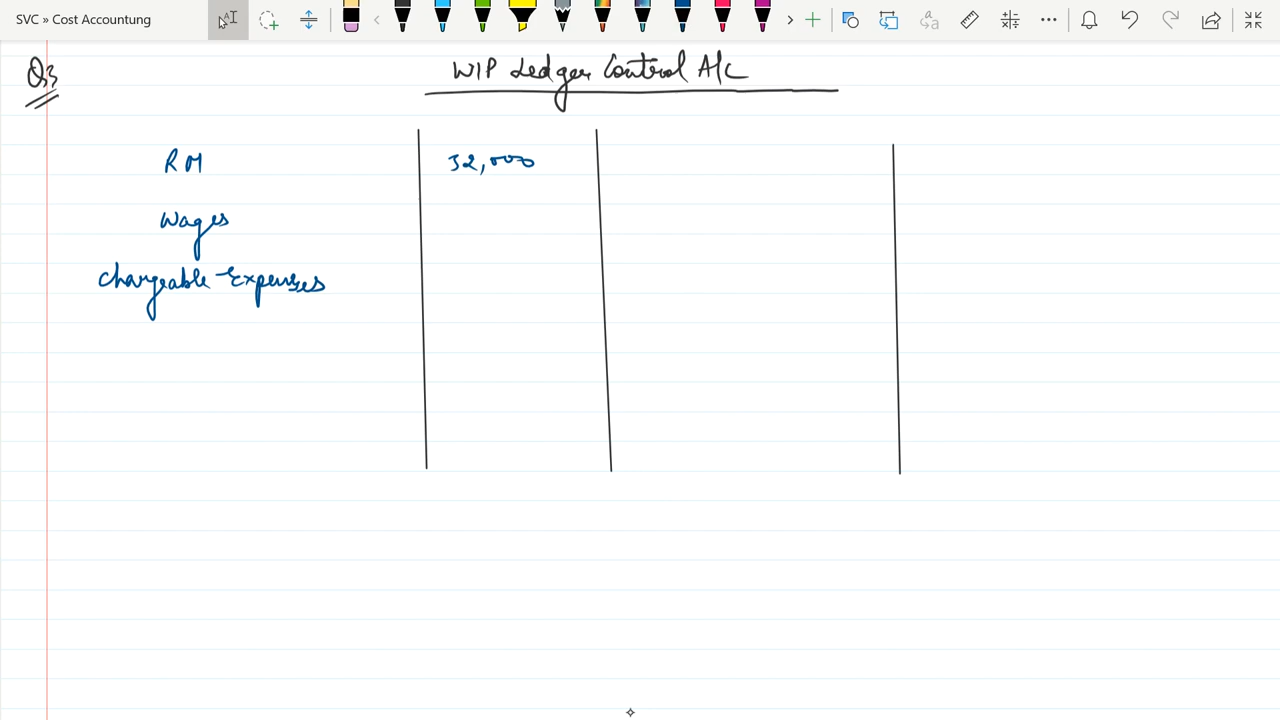 SVC » Cost Accountung
Q3
WIP Ledger Control A/C
RM 32,000
Wages
Chargeable Expenses